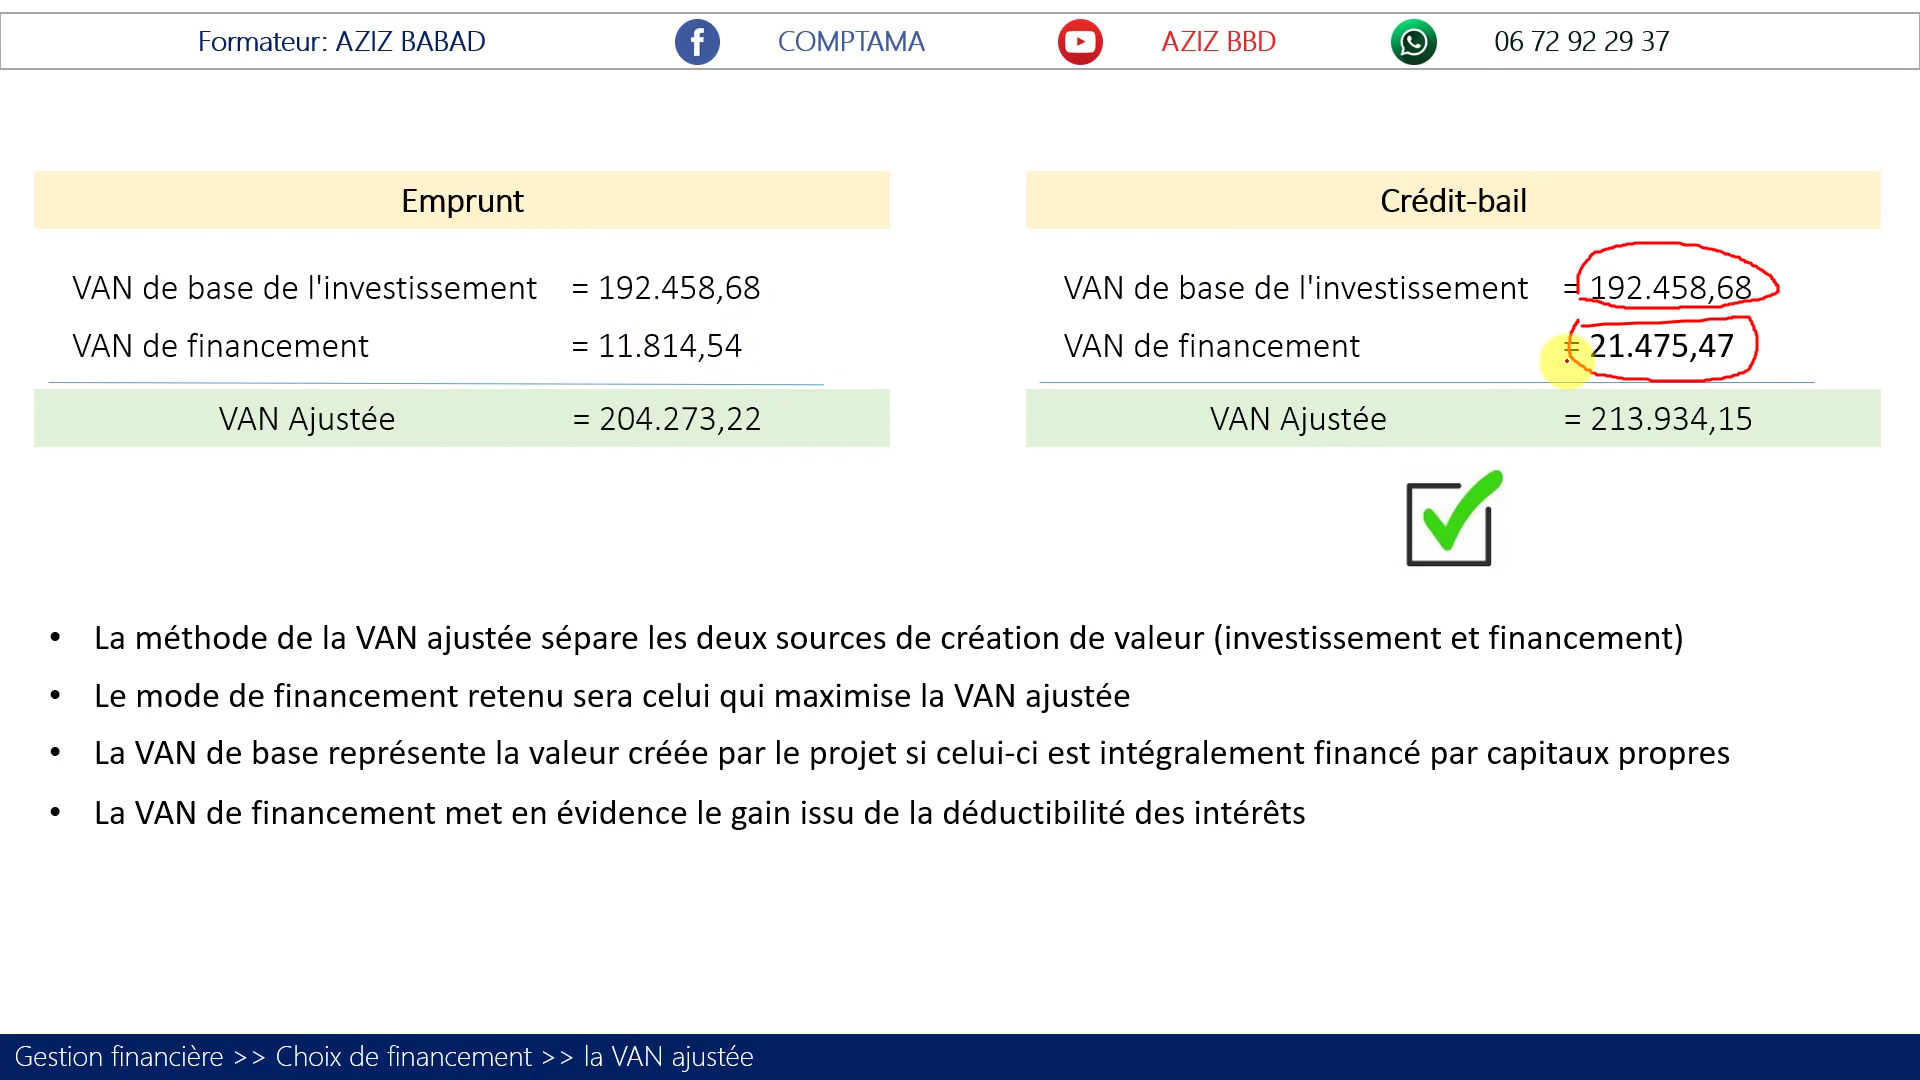 Formateur: AZIZ BABAD COMPTAMA AZIZ BBD 06 72 92 29 37
Emprunt
VAN de base de l'investissement = 192.458,68
VAN de financement = 11.814,54
VAN Ajustée = 204.273,22
Crédit-bail
VAN de base de l'investissement = 192.458,68
VAN de financement = 21.475,47
VAN Ajustée = 213.934,15
• La méthode de la VAN ajustée sépare les deux sources de création de valeur (investissement et financement)
• Le mode de financement retenu sera celui qui maximise la VAN ajustée
• La VAN de base représente la valeur créée par le projet si celui-ci est intégralement financé par capitaux propres
• La VAN de financement met en évidence le gain issu de la déductibilité des intérêts
Gestion financière >> Choix de financement >> la VAN ajustée